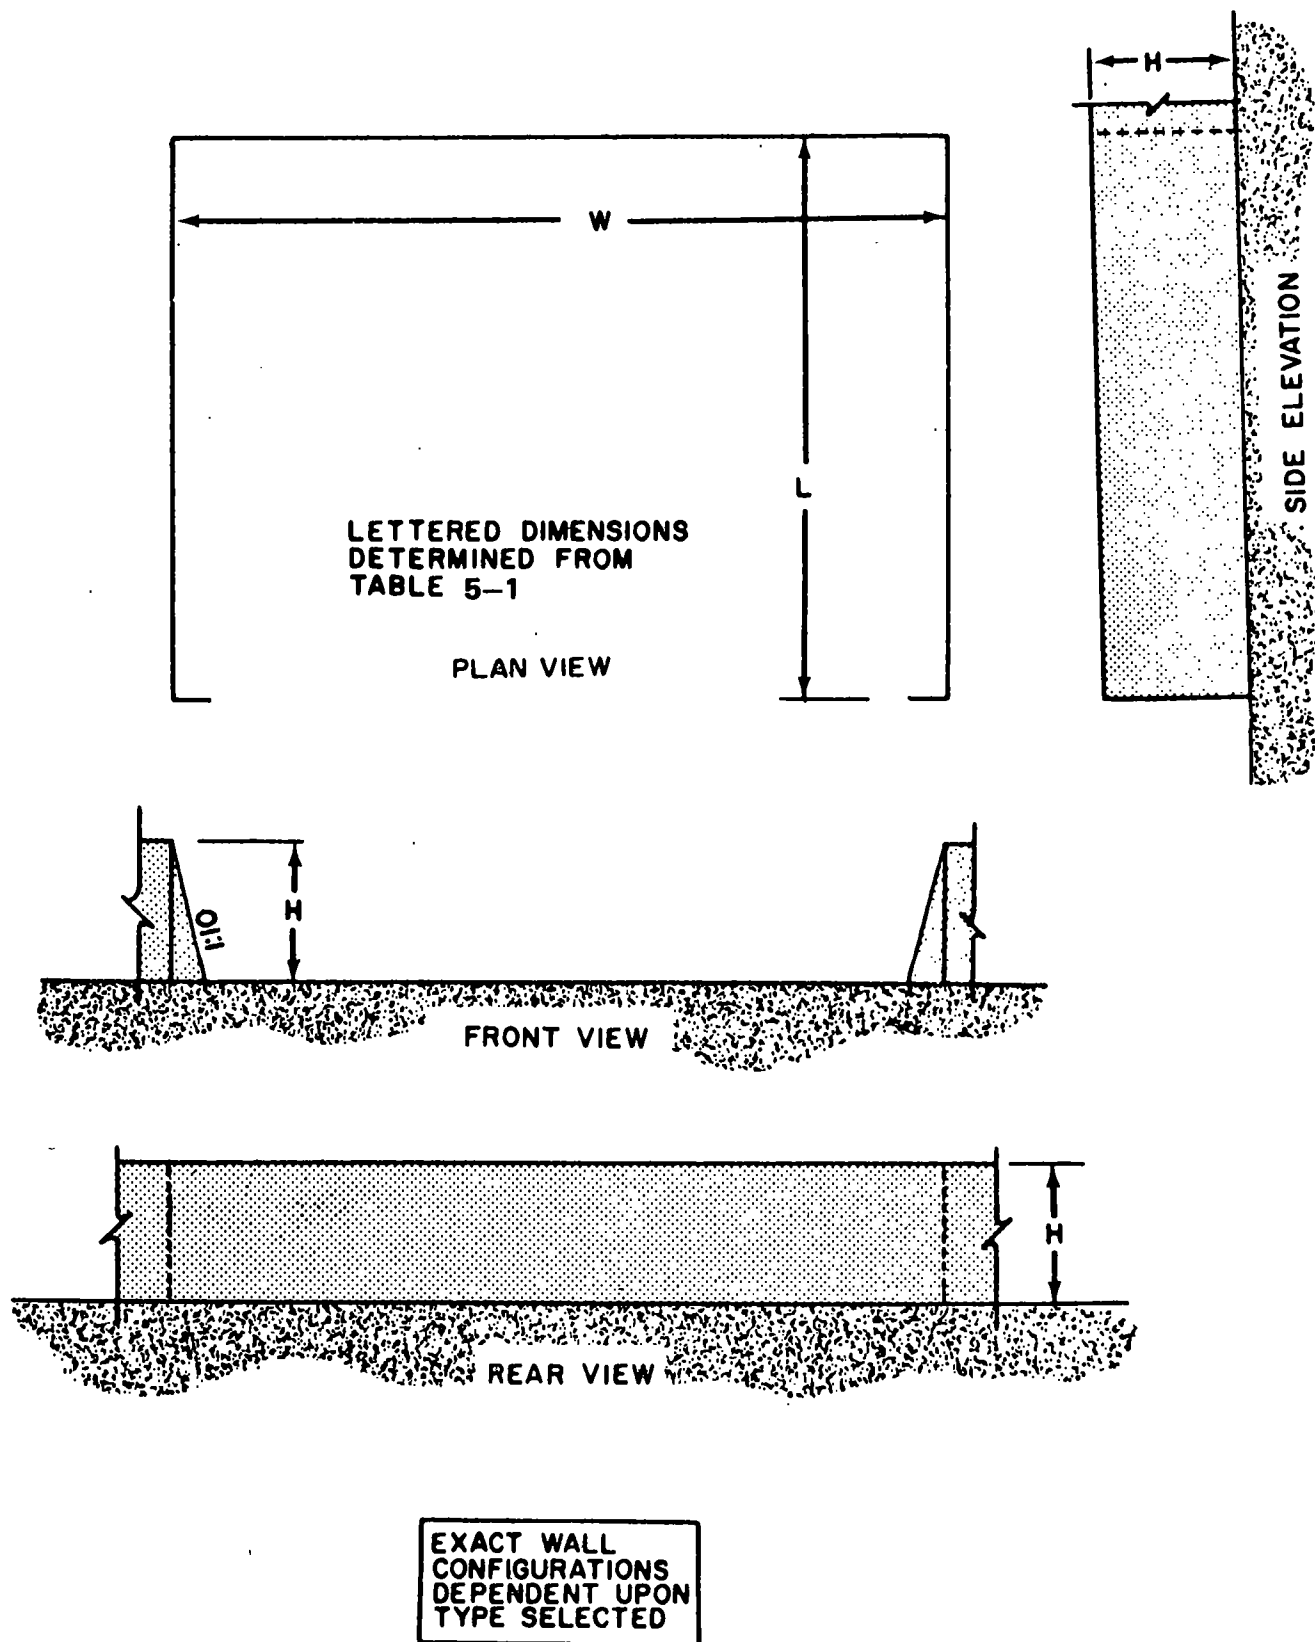 H
W
L
LETTERED DIMENSIONS
DETERMINED FROM
TABLE 5-1
PLAN VIEW
SIDE ELEVATION
1:10
H
FRONT VIEW
H
REAR VIEW
EXACT WALL
CONFIGURATIONS
DEPENDENT UPON
TYPE SELECTED